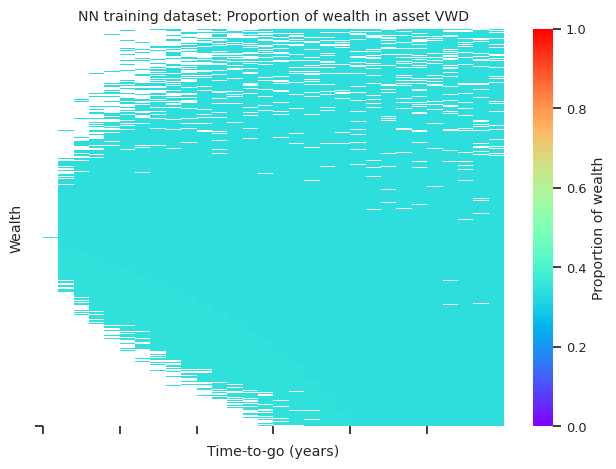 NN training dataset: Proportion of wealth in asset VWD
Wealth
Time-to-go (years)
1.0
0.8
0.6
0.4
0.2
0.0
Proportion of wealth